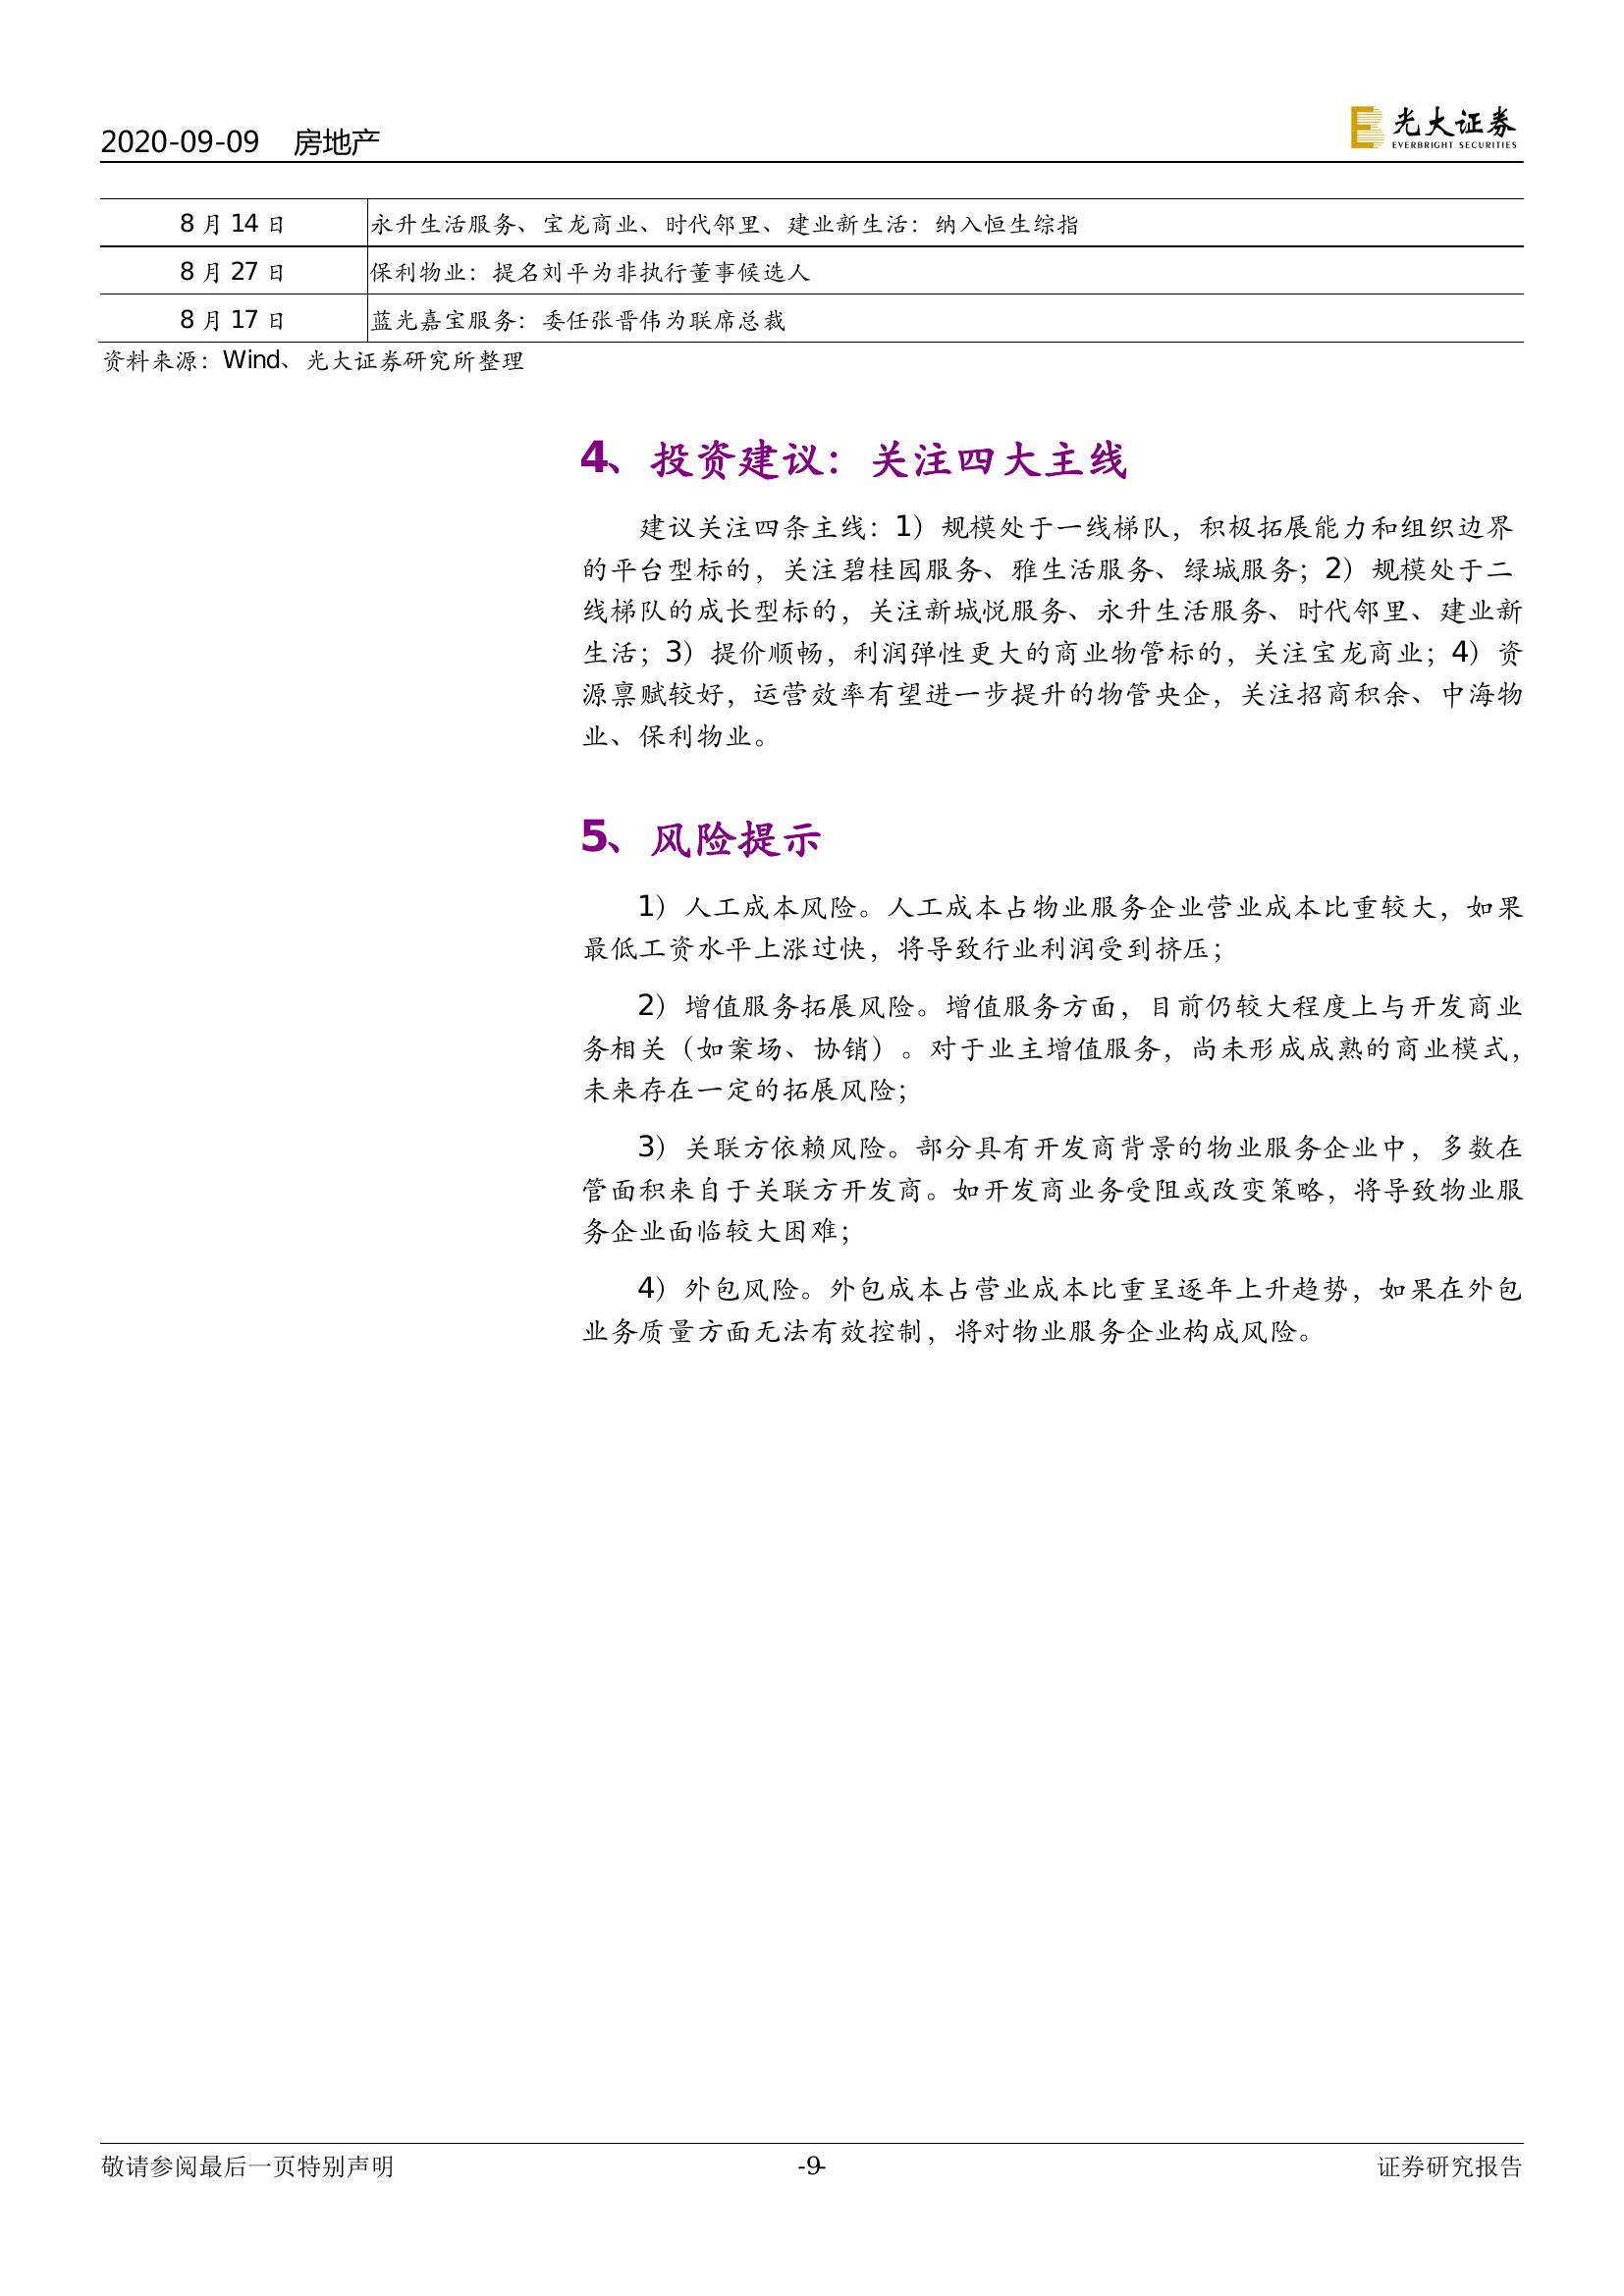 2020-09-09 房地产
光大证券
EVERBRIGHT SECURITIES
8 月 14 日 永升生活服务、宝龙商业、时代邻里、建业新生活：纳入恒生综指
8 月 27 日 保利物业：提名刘平为非执行董事候选人
8 月 17 日 蓝光嘉宝服务：委任张晋伟为联席总裁
资料来源：Wind、光大证券研究所整理
4、投资建议：关注四大主线
建议关注四条主线：1）规模处于一线梯队，积极拓展能力和组织边界
的平台型标的，关注碧桂园服务、雅生活服务、绿城服务；2）规模处于二
线梯队的成长型标的，关注新城悦服务、永升生活服务、时代邻里、建业新
生活；3）提价顺畅，利润弹性更大的商业物管标的，关注宝龙商业；4）资
源禀赋较好，运营效率有望进一步提升的物管央企，关注招商积余、中海物
业、保利物业。
5、风险提示
1）人工成本风险。人工成本占物业服务企业营业成本比重较大，如果
最低工资水平上涨过快，将导致行业利润受到挤压；
2）增值服务拓展风险。增值服务方面，目前仍较大程度上与开发商业
务相关（如案场、协销）。对于业主增值服务，尚未形成成熟的商业模式，
未来存在一定的拓展风险；
3）关联方依赖风险。部分具有开发商背景的物业服务企业中，多数在
管面积来自于关联方开发商。如开发商业务受阻或改变策略，将导致物业服
务企业面临较大困难；
4）外包风险。外包成本占营业成本比重呈逐年上升趋势，如果在外包
业务质量方面无法有效控制，将对物业服务企业构成风险。
敬请参阅最后一页特别声明 -9- 证券研究报告